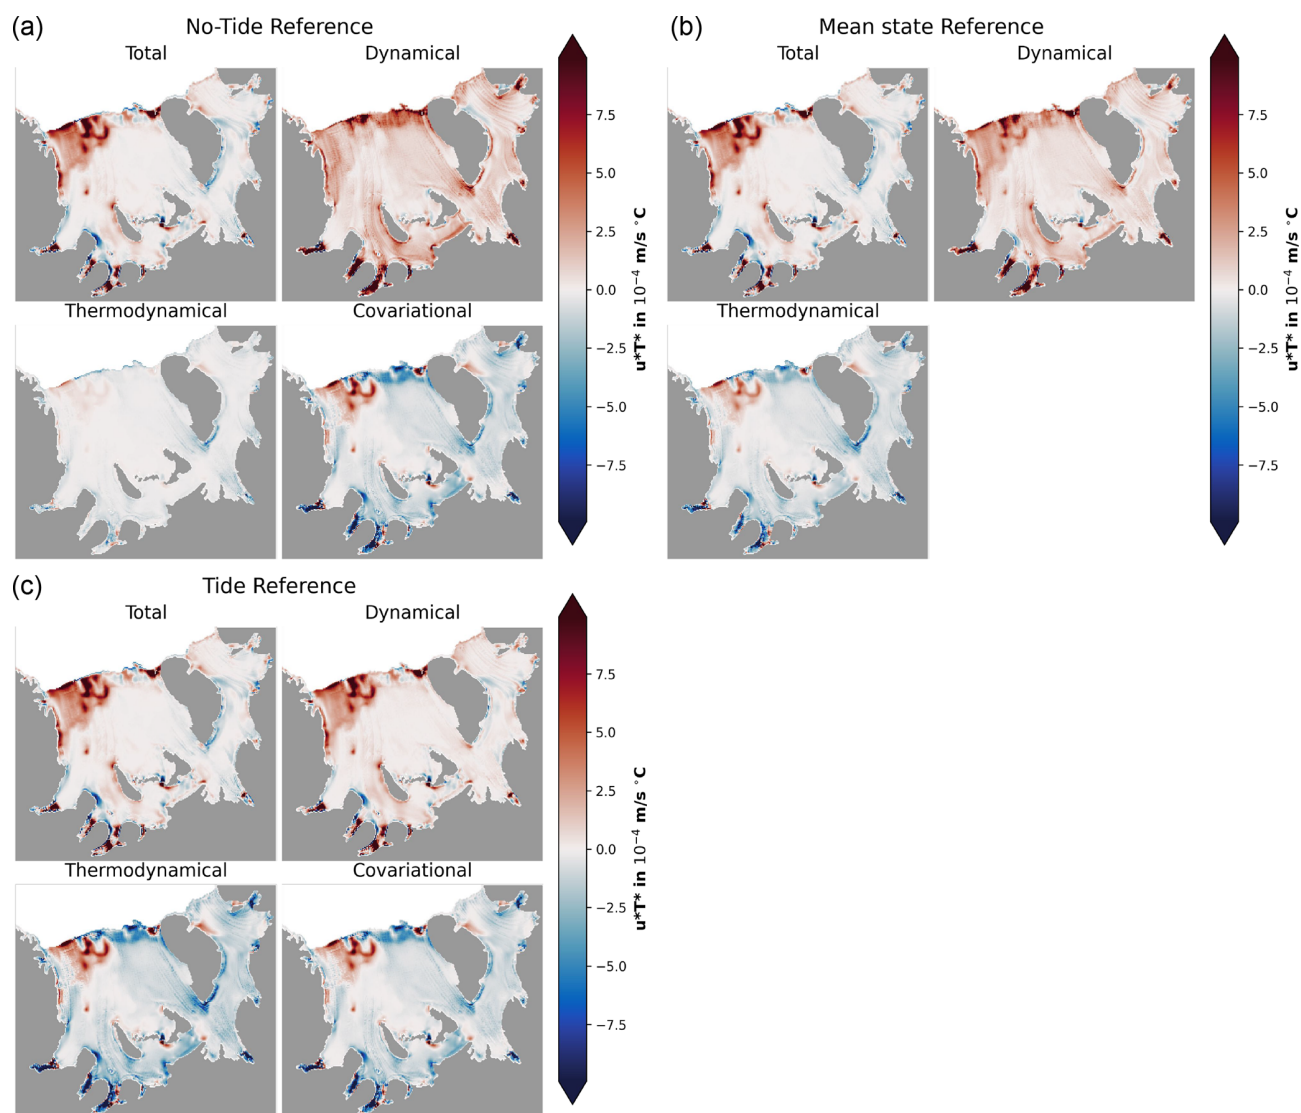 (a)
No-Tide Reference
Total
Dynamical
Thermodynamical
Covariational
7.5
5.0
2.5
0.0
−2.5
−5.0
−7.5
u*T* in 10⁻⁴ m/s °C
(b)
Mean state Reference
Total
Dynamical
Thermodynamical
7.5
5.0
2.5
0.0
−2.5
−5.0
−7.5
u*T* in 10⁻⁴ m/s °C
(c)
Tide Reference
Total
Dynamical
Thermodynamical
Covariational
7.5
5.0
2.5
0.0
−2.5
−5.0
−7.5
u*T* in 10⁻⁴ m/s °C